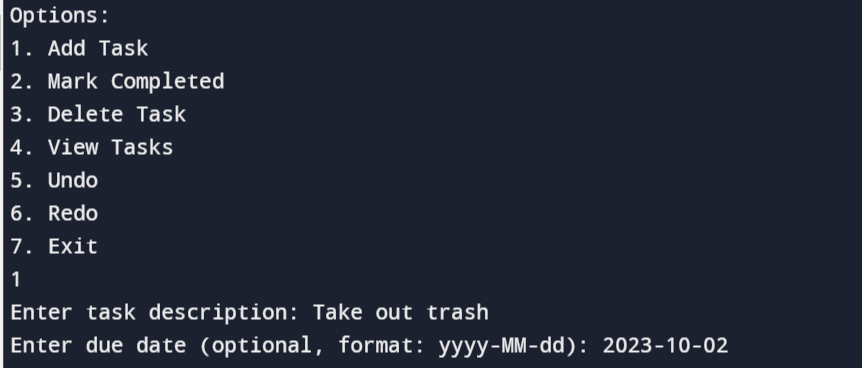 Options:
1. Add Task
2. Mark Completed
3. Delete Task
4. View Tasks
5. Undo
6. Redo
7. Exit
1
Enter task description: Take out trash
Enter due date (optional, format: yyyy-MM-dd): 2023-10-02